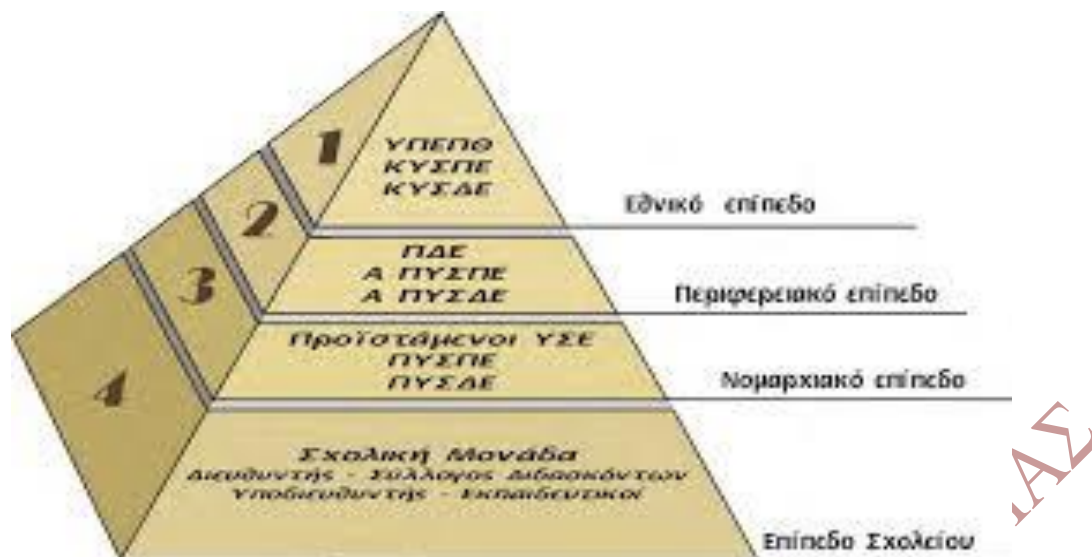 1
ΥΠΕΠΘ
ΚΥΣΠΕ
ΚΥΣΔΕ
Εθνικό επίπεδο
2
ΠΔΕ
Α ΠΥΣΠΕ
Α ΠΥΣΔΕ
Περιφερειακό επίπεδο
3
Προϊστάμενοι ΥΣΕ
ΠΥΣΠΕ
ΠΥΣΔΕ
Νομαρχιακό επίπεδο
4
Σχολική Μονάδα
Διευθυντής - Σύλλογος Διδασκόντων
Υποδιευθυντής - Εκπαιδευτικοί
Επίπεδο Σχολείου